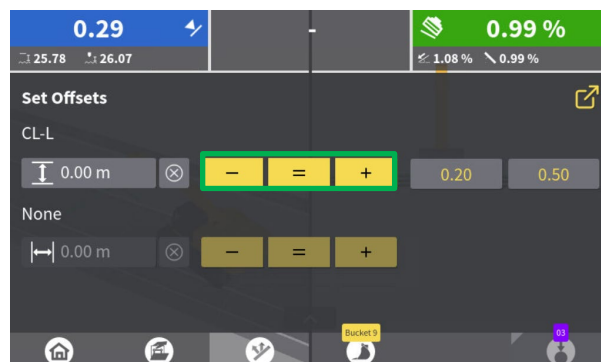 0.29
-
0.99 %
25.78 26.07
1.08 % 0.99 %
Set Offsets
CL-L
0.00 m
− = +
0.20
0.50
None
0.00 m
− = +
Bucket 9
03